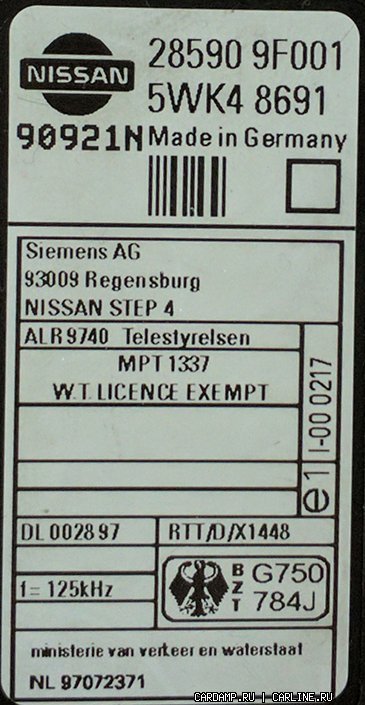 NISSAN
28590 9F001
5WK4 8691
90921N Made in Germany
Siemens AG
93009 Regensburg
NISSAN STEP 4
ALR 9740 Telestyrelsen
MPT 1337
W.T. LICENCE EXEMPT
e1 I-00 0217
DL 002897 RTT/D/X1448
f = 125kHz
BZT G750 784J
ministerie van verkeer en waterstaat
NL 97072371
CARDAMP.RU | CARLINE.RU